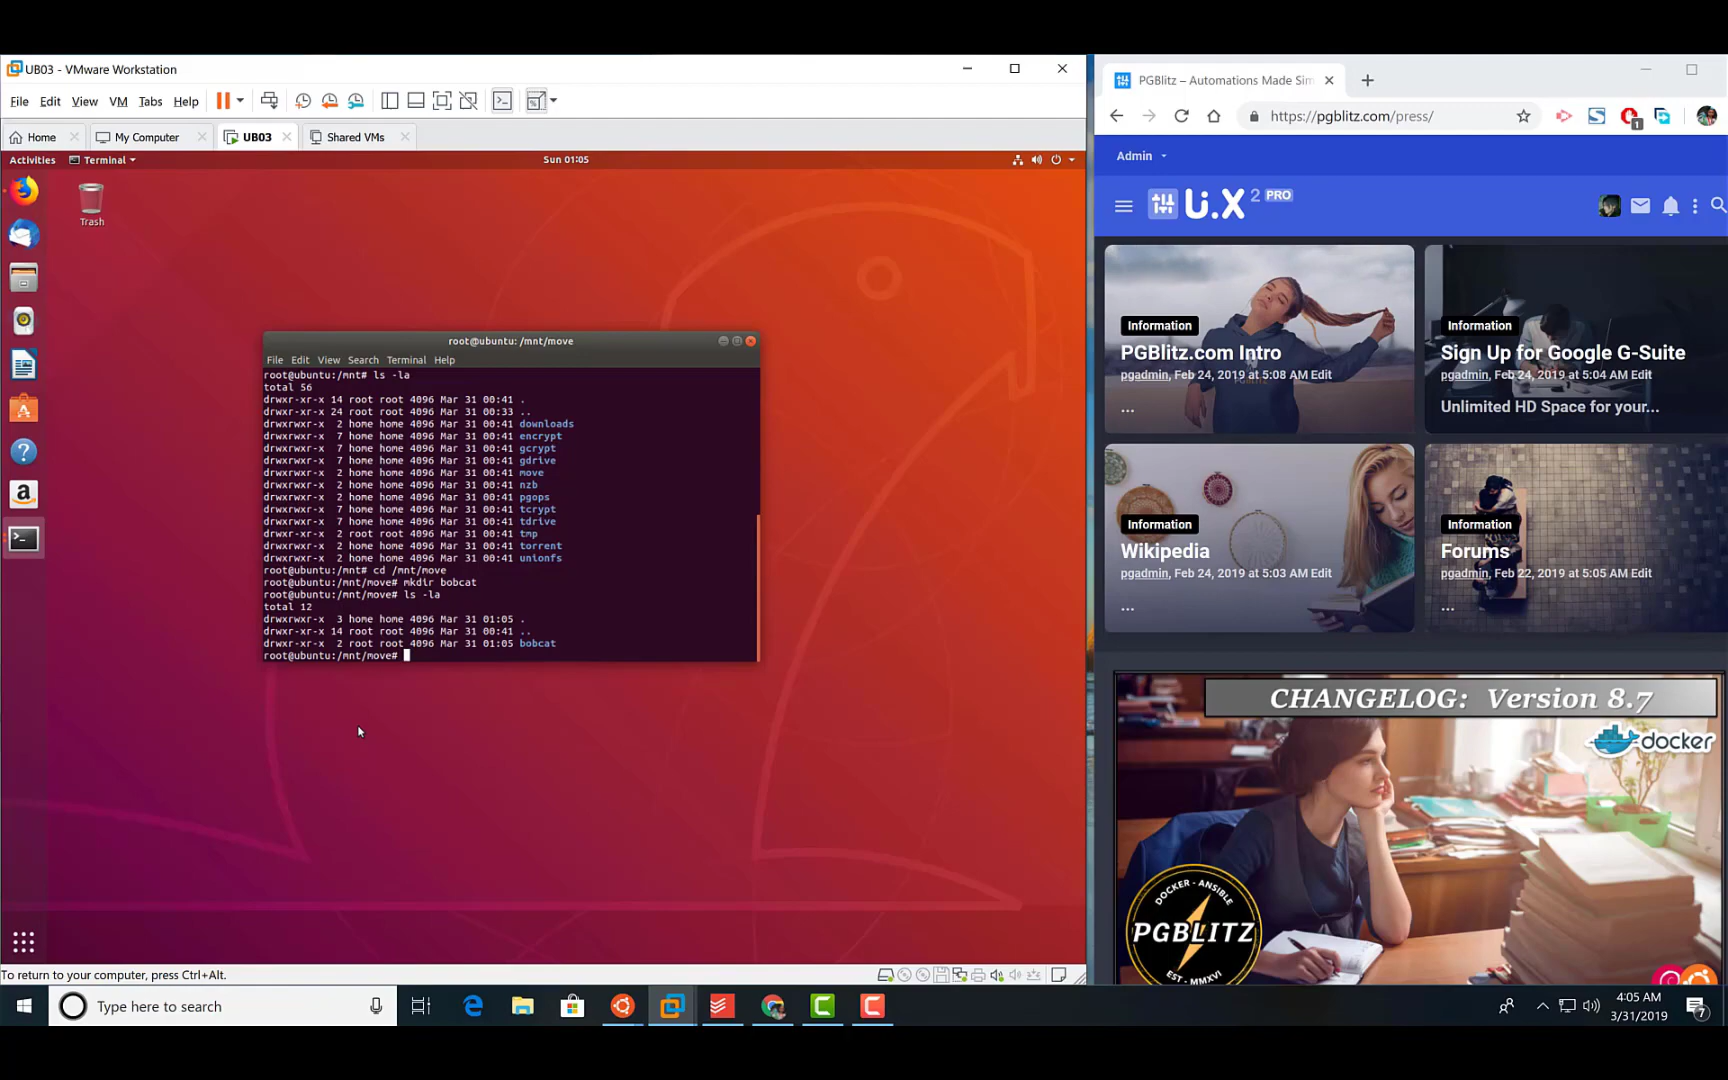 UB03 - VMware Workstation
File Edit View VM Tabs Help
Home
My Computer
UB03
Shared VMs
Activities
Terminal
Sun 01:05
Trash
root@ubuntu: /mnt/move
File Edit View Search Terminal Help
root@ubuntu:/mnt# ls -la
total 56
drwxr-xr-x 14 root root 4096 Mar 31 00:41 .
drwxr-xr-x 24 root root 4096 Mar 31 00:33 ..
drwxrwxr-x  2 home home 4096 Mar 31 00:41 downloads
drwxrwxr-x  7 home home 4096 Mar 31 00:41 encrypt
drwxrwxr-x  7 home home 4096 Mar 31 00:41 gcrypt
drwxrwxr-x  7 home home 4096 Mar 31 00:41 gdrive
drwxrwxr-x  2 home home 4096 Mar 31 00:41 move
drwxrwxr-x  2 home home 4096 Mar 31 00:41 nzb
drwxrwxr-x  2 home home 4096 Mar 31 00:41 pgops
drwxrwxr-x  7 home home 4096 Mar 31 00:41 tcrypt
drwxrwxr-x  7 home home 4096 Mar 31 00:41 tdrive
drwxrwxr-x  2 root root 4096 Mar 31 00:41 tmp
drwxrwxr-x  2 home home 4096 Mar 31 00:41 torrent
drwxrwxr-x  2 home home 4096 Mar 31 00:41 unionfs
root@ubuntu:/mnt# cd /mnt/move
root@ubuntu:/mnt/move# mkdir bobcat
root@ubuntu:/mnt/move# ls -la
total 12
drwxrwxr-x  3 home home 4096 Mar 31 01:05 .
drwxr-xr-x 14 root root 4096 Mar 31 00:41 ..
drwxr-xr-x  2 root root 4096 Mar 31 01:05 bobcat
root@ubuntu:/mnt/move#
To return to your computer, press Ctrl+Alt.
PGBlitz – Automations Made Sim
https://pgblitz.com/press/
1
Admin
U.X 2 PRO
Information
PGBlitz.com Intro
pgadmin, Feb 24, 2019 at 5:08 AM Edit
...
Information
Sign Up for Google G-Suite
pgadmin, Feb 24, 2019 at 5:04 AM Edit
Unlimited HD Space for your...
Information
Wikipedia
pgadmin, Feb 24, 2019 at 5:03 AM Edit
...
Information
Forums
pgadmin, Feb 22, 2019 at 5:05 AM Edit
...
CHANGELOG: Version 8.7
docker
DOCKER - ANSIBLE
PGBLITZ
EST - MMXVI
Type here to search
4:05 AM
3/31/2019
7